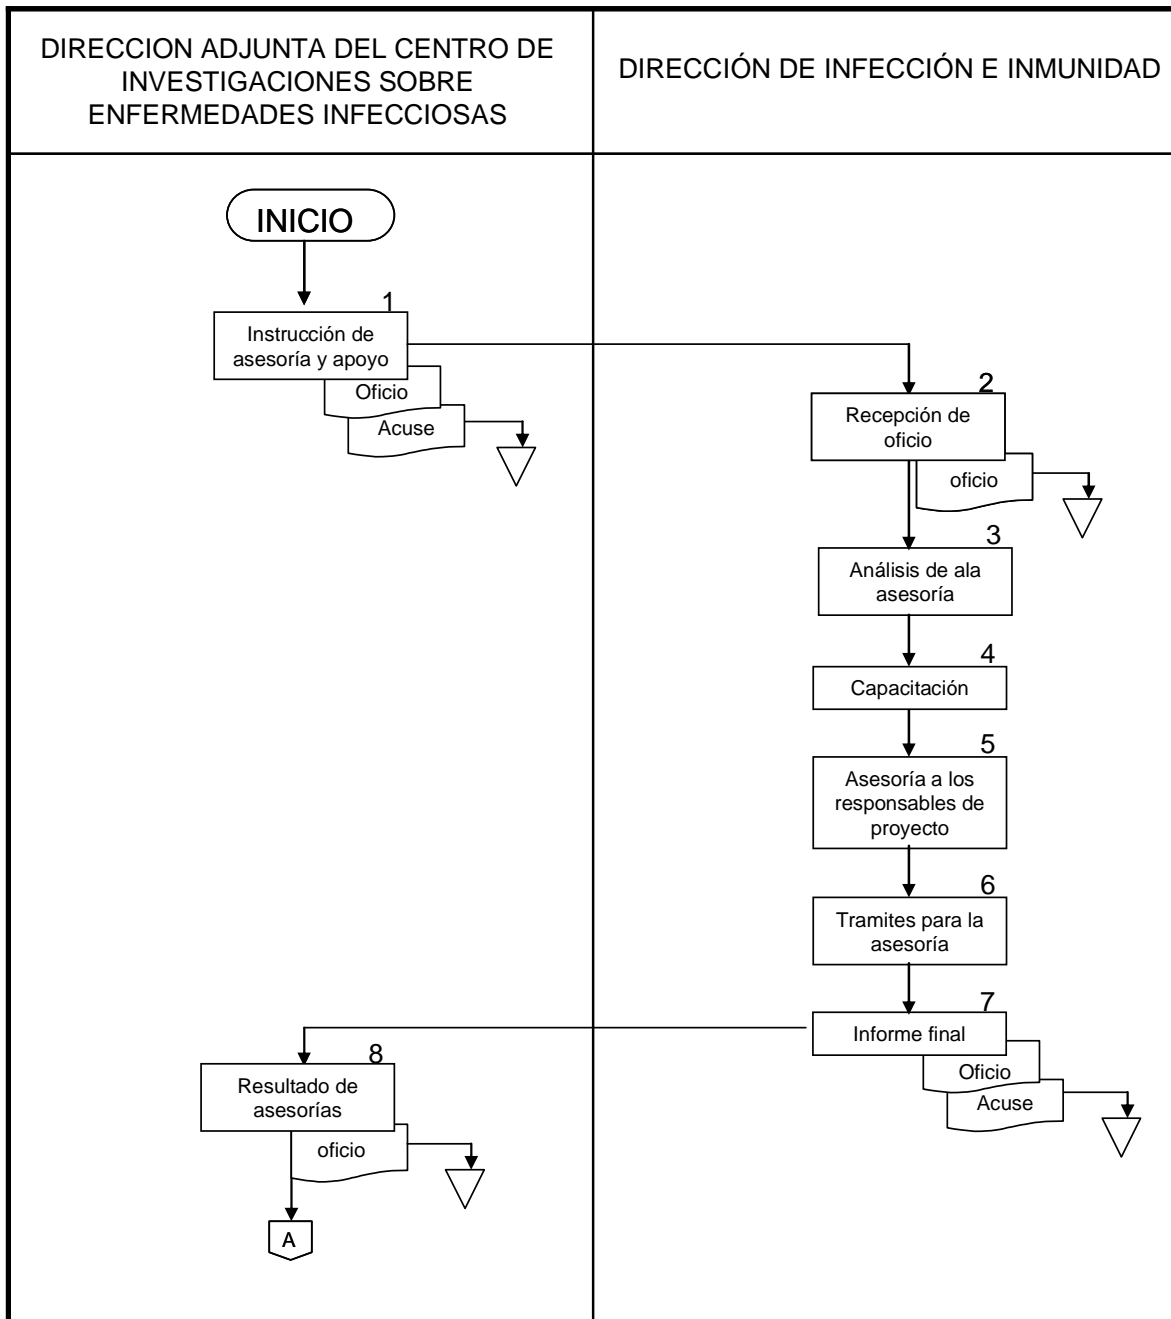 DIRECCION ADJUNTA DEL CENTRO DE
INVESTIGACIONES SOBRE
ENFERMEDADES INFECCIOSAS
DIRECCIÓN DE INFECCIÓN E INMUNIDAD
INICIO
1
Instrucción de
asesoría y apoyo
Oficio
Acuse
2
Recepción de
oficio
oficio
3
Análisis de ala
asesoría
4
Capacitación
5
Asesoría a los
responsables de
proyecto
6
Tramites para la
asesoría
7
Informe final
Oficio
Acuse
8
Resultado de
asesorías
oficio
A